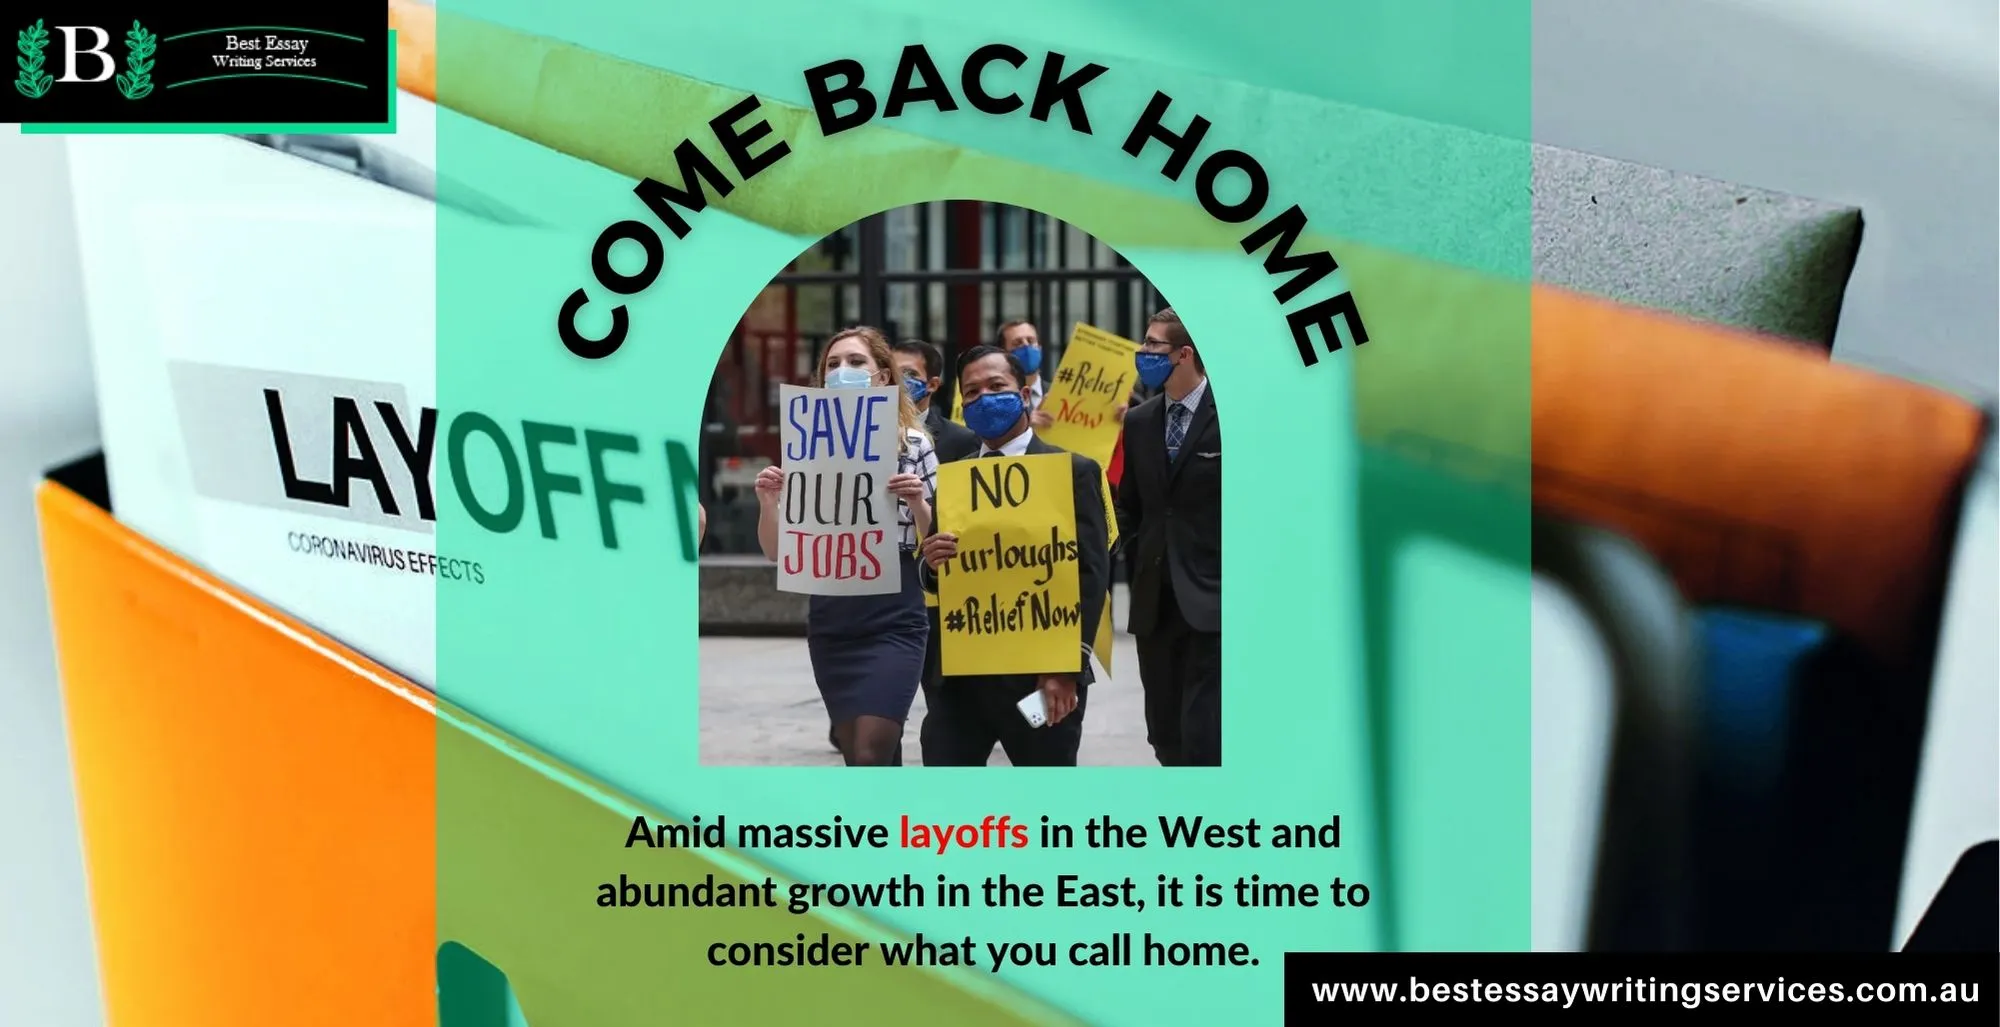 B
Best Essay
Writing Services
COME BACK HOME
LAYOFF N
CORONAVIRUS EFFECTS
SAVE
OUR
JOBS
#Relief
Now
NO
Furloughs
#Relief Now
Amid massive layoffs in the West and
abundant growth in the East, it is time to
consider what you call home.
www.bestessaywritingservices.com.au